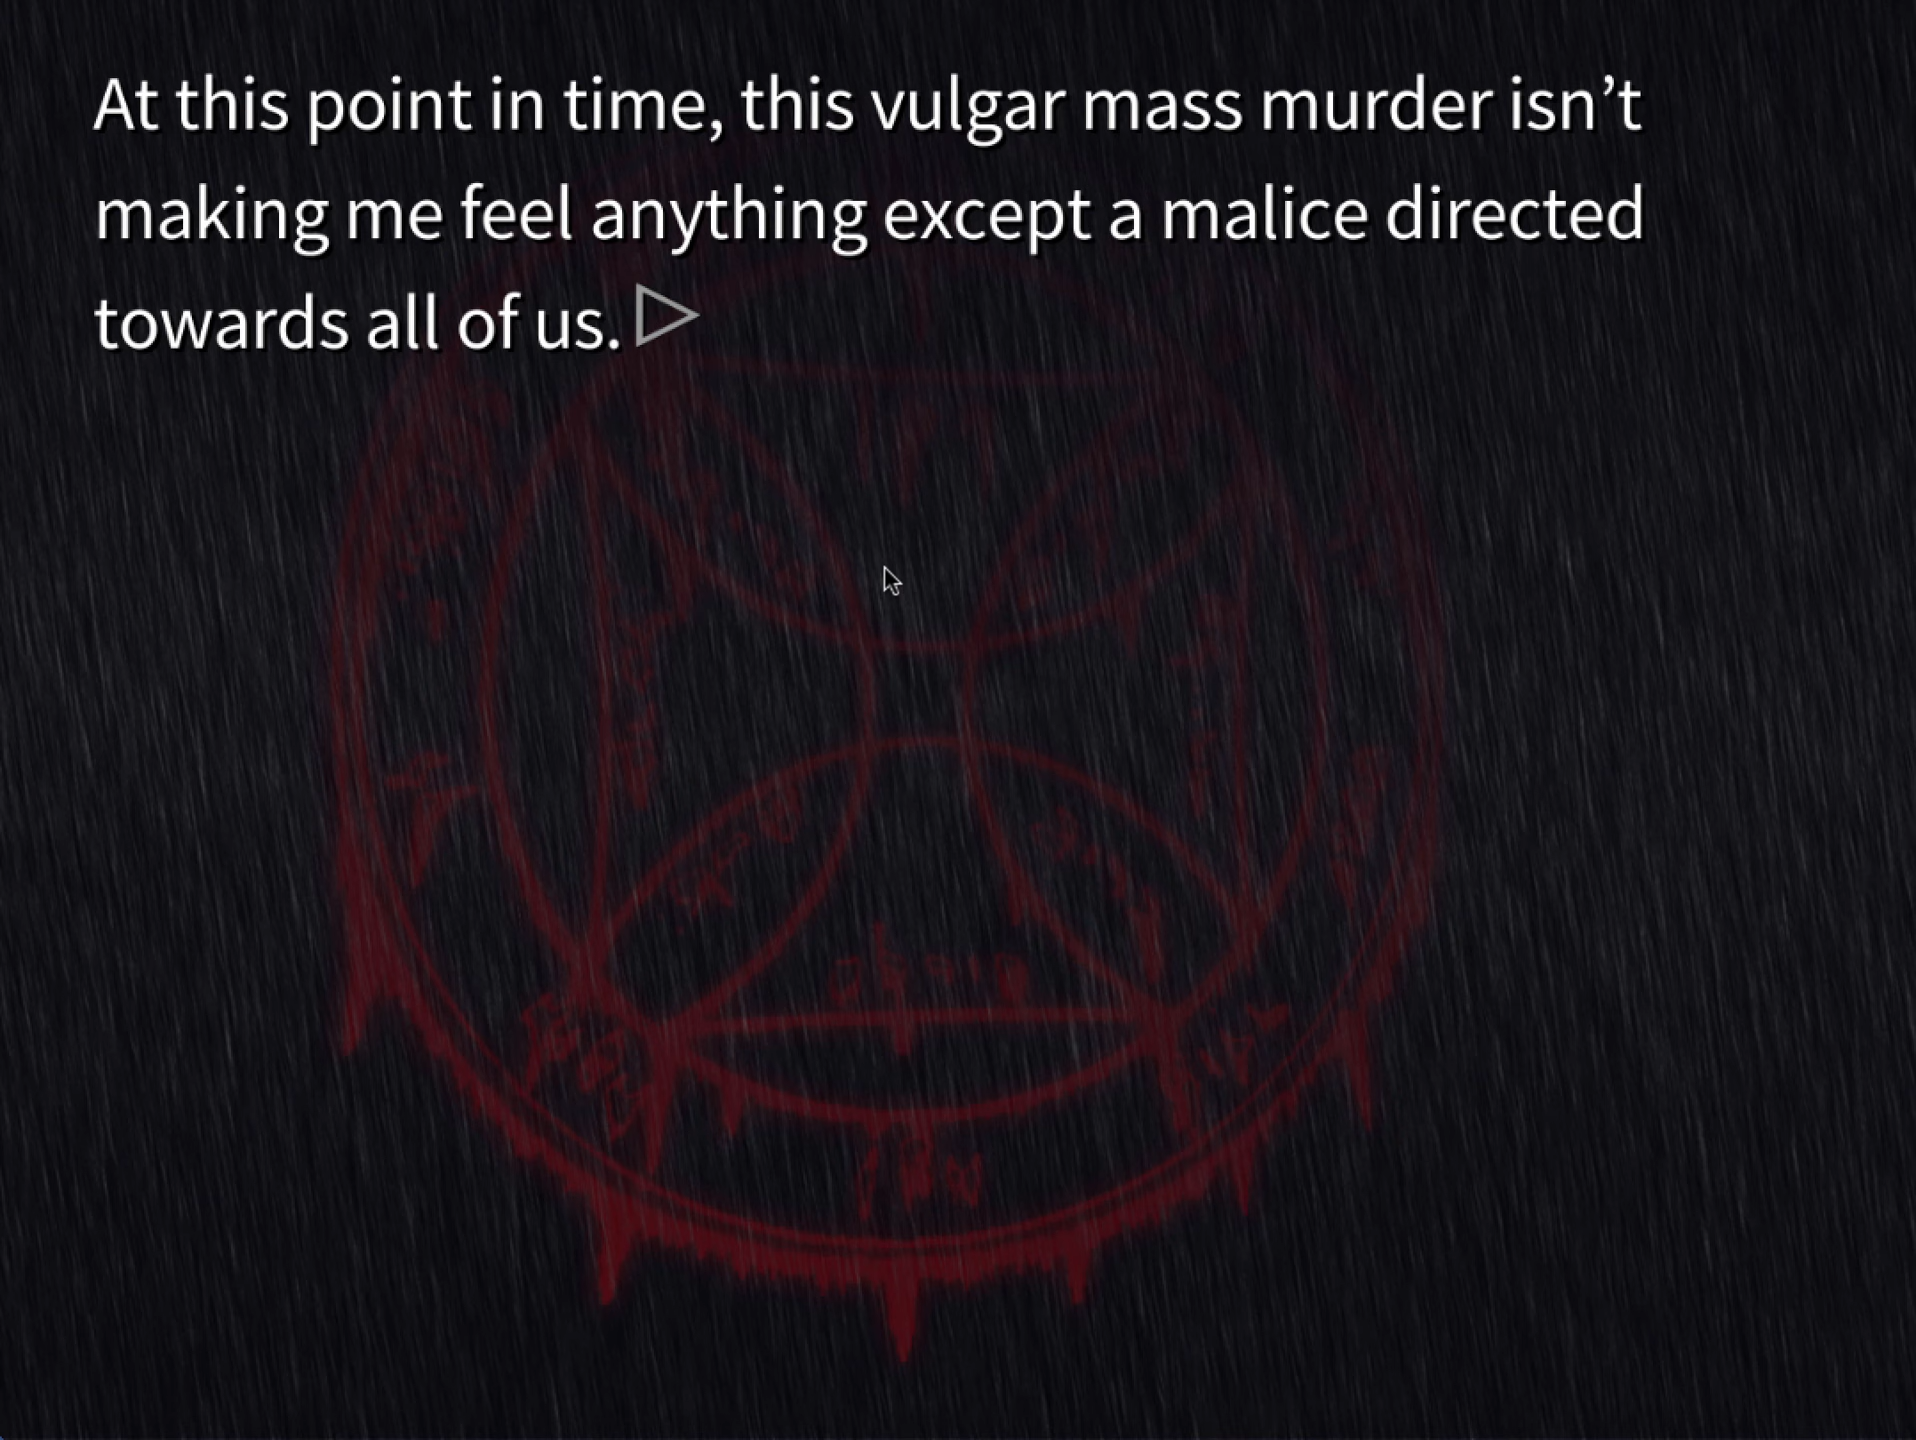 At this point in time, this vulgar mass murder isn’t
making me feel anything except a malice directed
towards all of us.